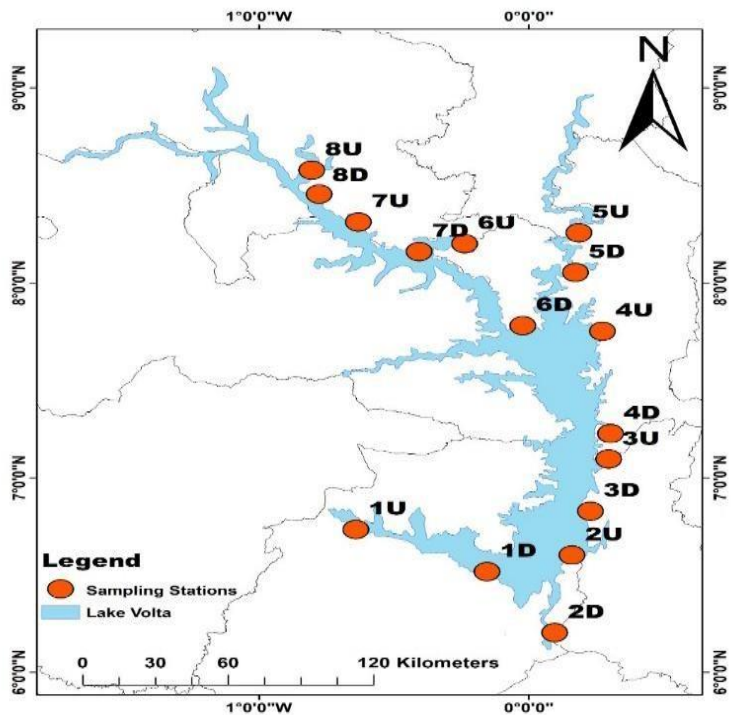 1°0'0"W 0°0'0"
N
9°0'0"N 9°0'0"N
8U
8D
7U
7D 6U
5U
5D
8°0'0"N 8°0'0"N
6D 4U
4D
3U
7°0'0"N 7°0'0"N
3D
1U
1D 2U
2D
Legend
Sampling Stations
Lake Volta
0 30 60 120 Kilometers
6°0'0"N 6°0'0"N
1°0'0"W 0°0'0"